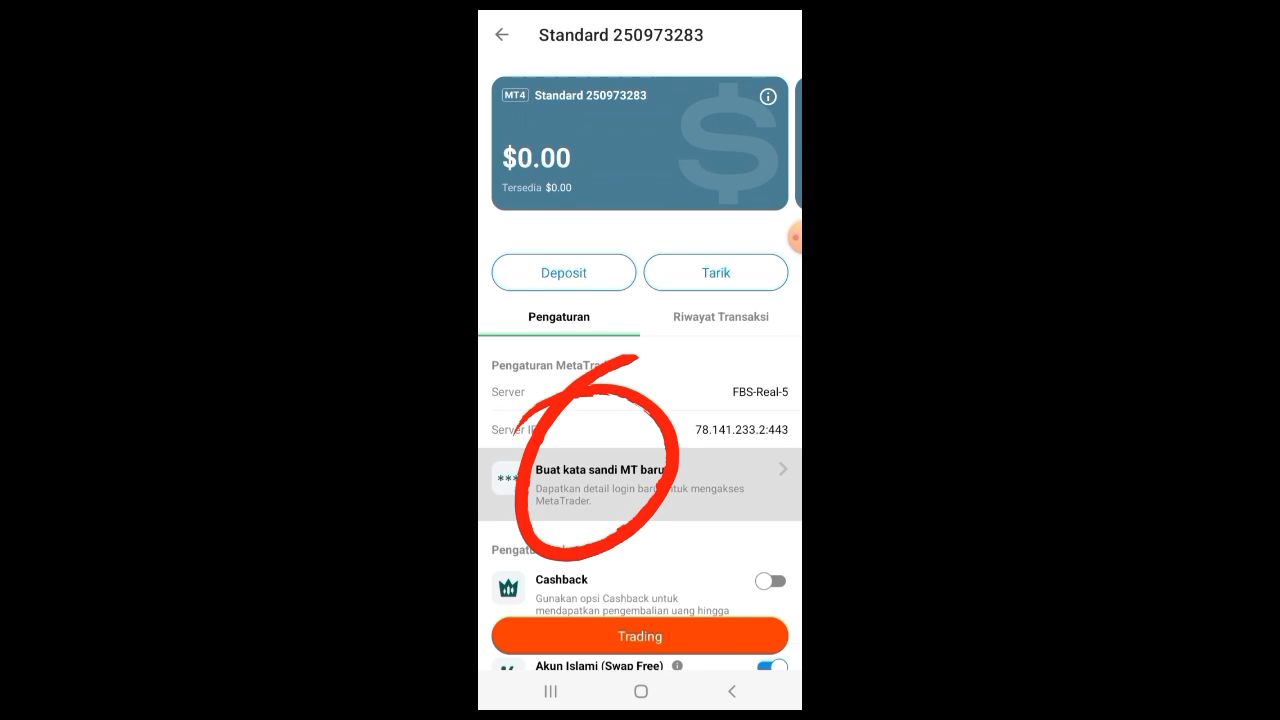 Standard 250973283
MT4 Standard 250973283
$0.00
Tersedia $0.00
Deposit Tarik
Pengaturan Riwayat Transaksi
Pengaturan
Server FBS-Real-5
Server 78.141.233.2:443
*** Buat kata sandi MT baru
Dapatkan detail login baru untuk mengakses
MetaTrader.
Cashback
Gunakan opsi Cashback untuk
mendapatkan pengembalian uang hingga
Trading
Akun Islami (Swap Free)